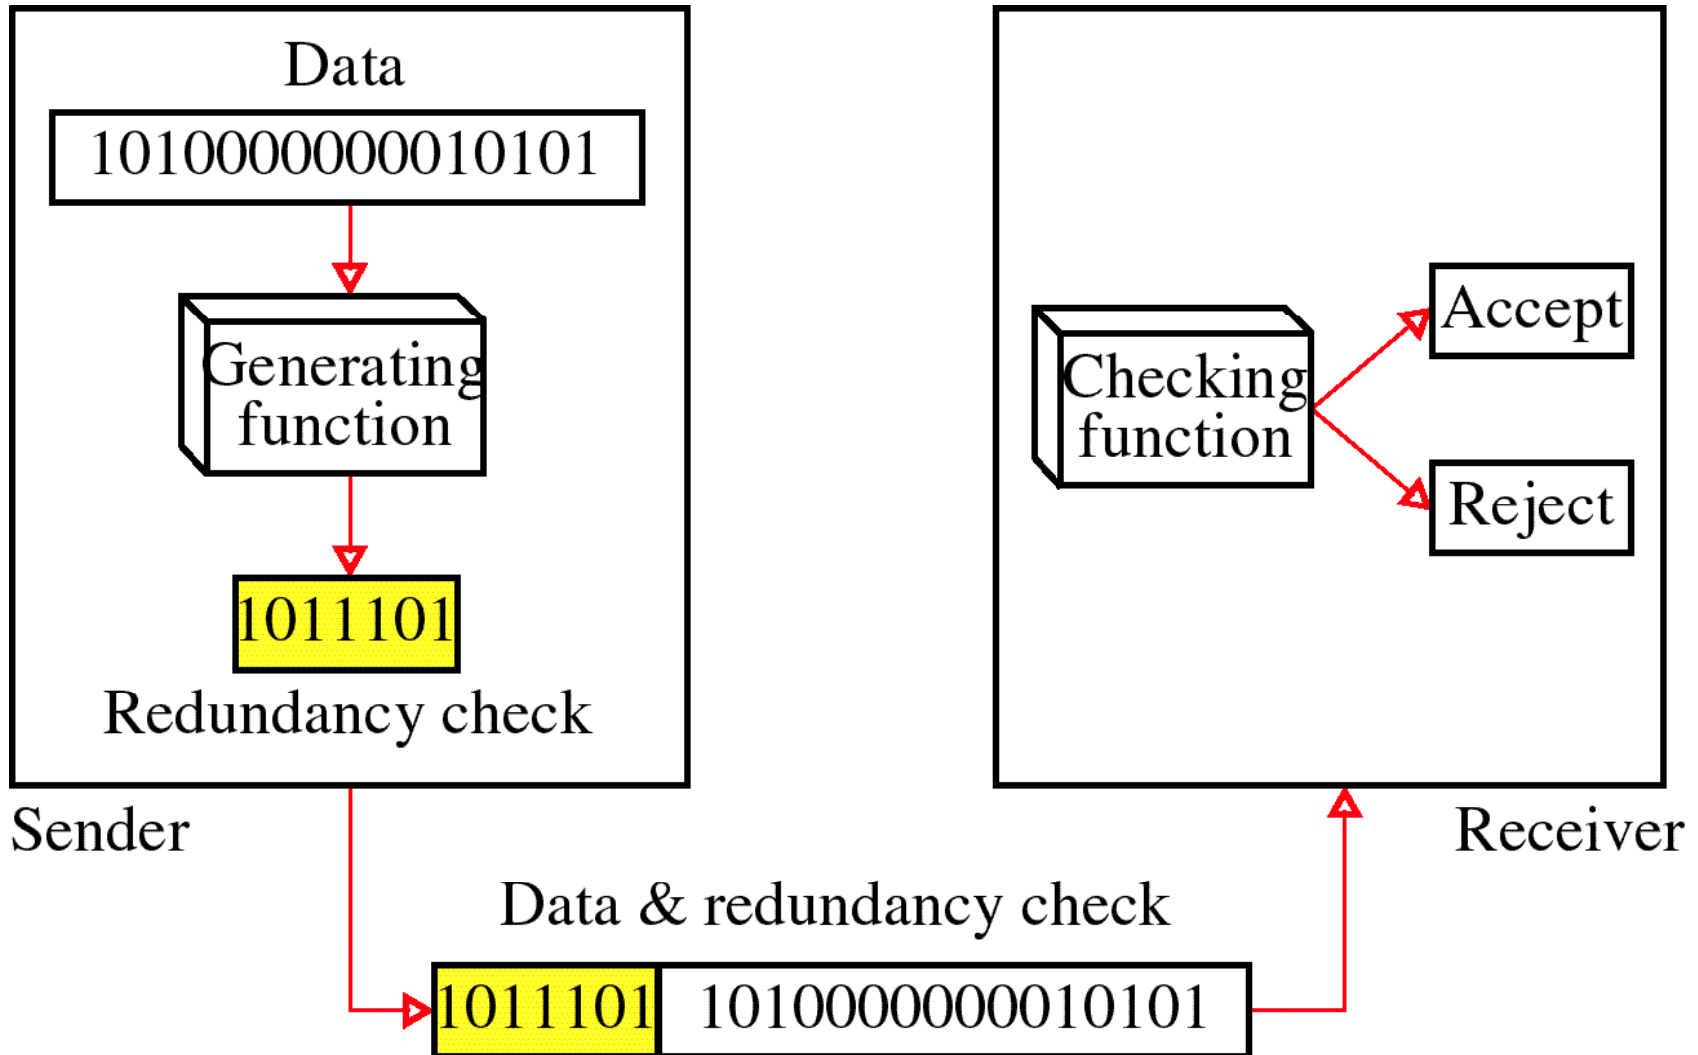 Data
1010000000010101
Generating
function
1011101
Redundancy check
Sender
Checking
function
Accept
Reject
Receiver
Data & redundancy check
1011101 1010000000010101